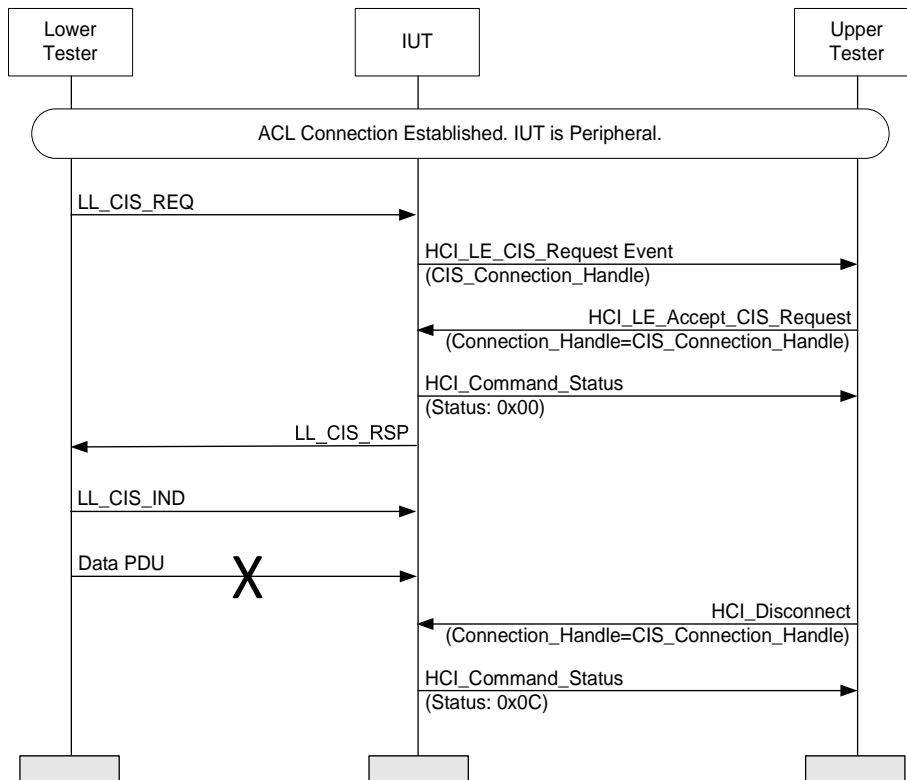 Lower
Tester
IUT
Upper
Tester
ACL Connection Established. IUT is Peripheral.
LL_CIS_REQ
HCI_LE_CIS_Request Event
(CIS_Connection_Handle)
HCI_LE_Accept_CIS_Request
(Connection_Handle=CIS_Connection_Handle)
HCI_Command_Status
(Status: 0x00)
LL_CIS_RSP
LL_CIS_IND
Data PDU
X
HCI_Disconnect
(Connection_Handle=CIS_Connection_Handle)
HCI_Command_Status
(Status: 0x0C)